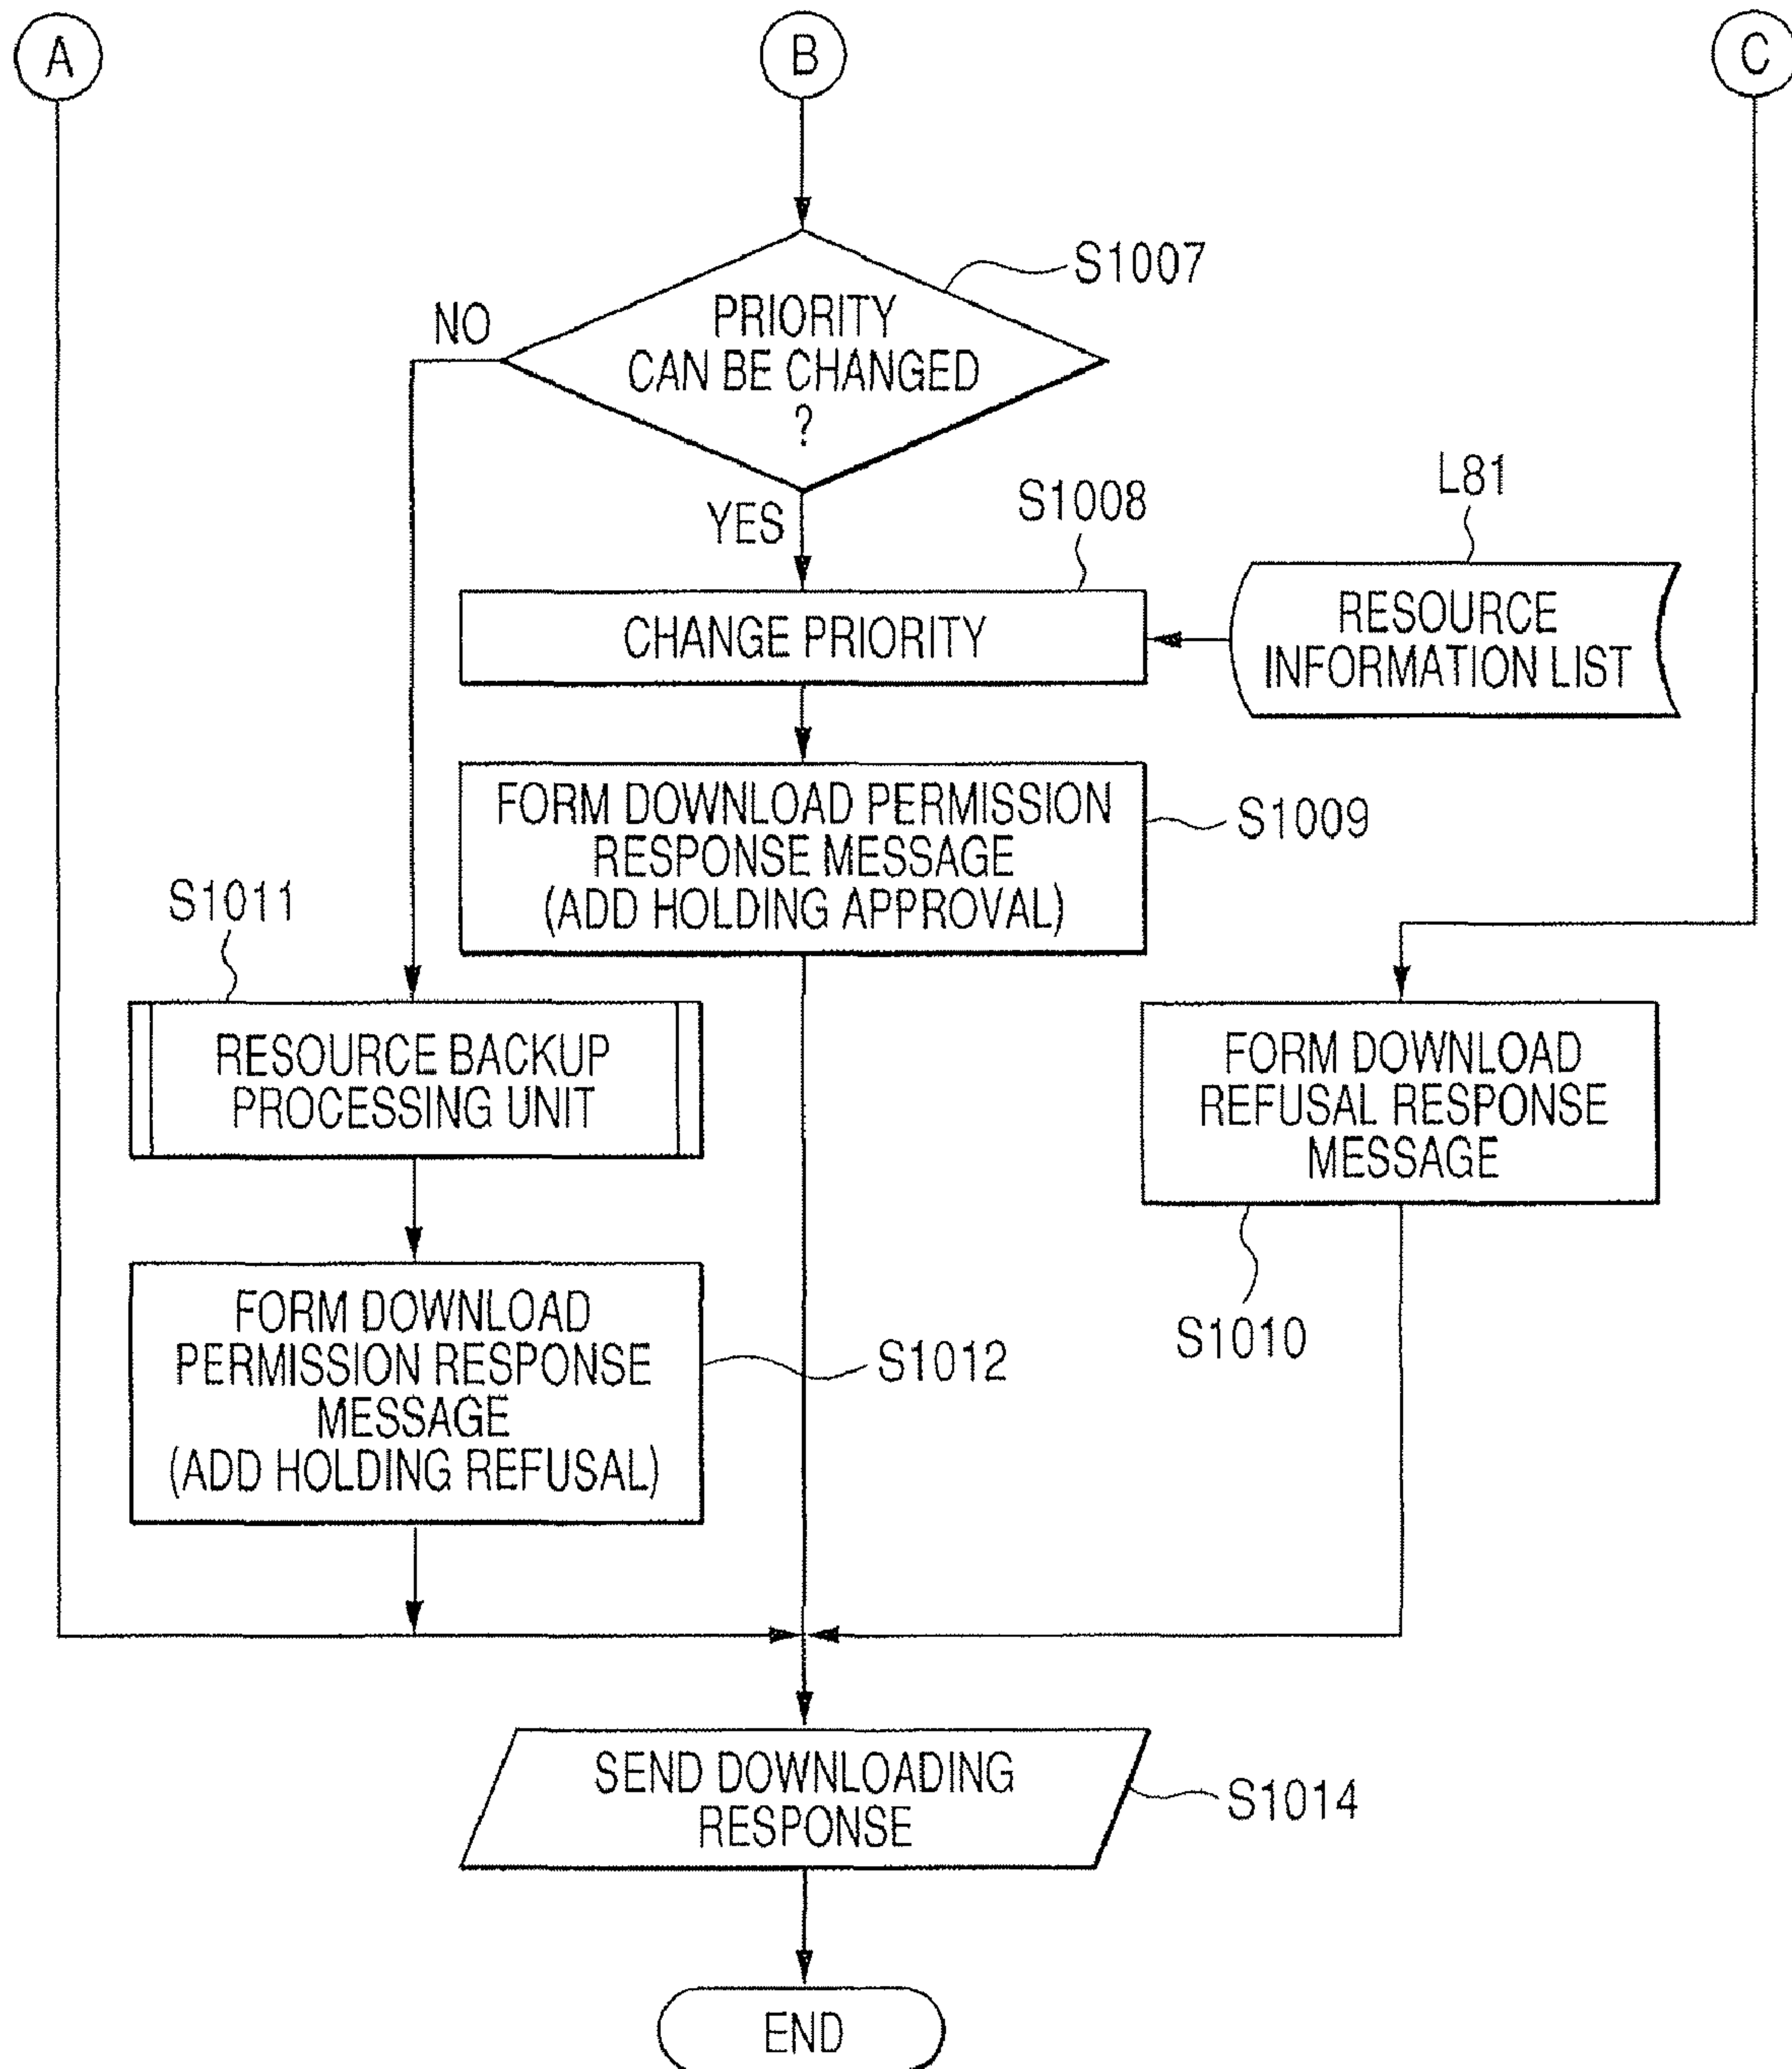 A
B
C
S1007
NO
PRIORITY
CAN BE CHANGED
?
YES
S1008
L81
CHANGE PRIORITY
RESOURCE
INFORMATION LIST
FORM DOWNLOAD PERMISSION
RESPONSE MESSAGE
(ADD HOLDING APPROVAL)
S1009
S1011
RESOURCE BACKUP
PROCESSING UNIT
FORM DOWNLOAD
REFUSAL RESPONSE
MESSAGE
S1010
FORM DOWNLOAD
PERMISSION RESPONSE
MESSAGE
(ADD HOLDING REFUSAL)
S1012
SEND DOWNLOADING
RESPONSE
S1014
END